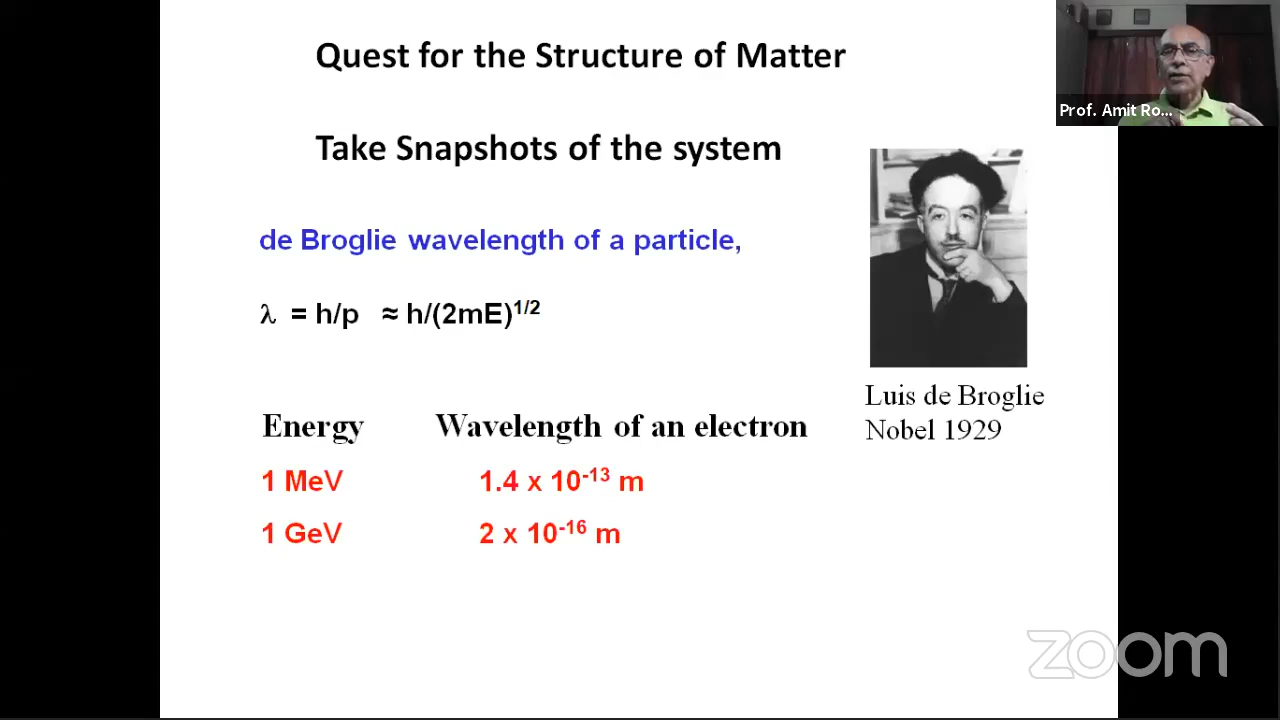 Quest for the Structure of Matter
Prof. Amit Ro...
Take Snapshots of the system
de Broglie wavelength of a particle,
λ = h/p ≈ h/(2mE)^1/2
Luis de Broglie
Nobel 1929
Energy Wavelength of an electron
1 MeV 1.4 x 10^-13 m
1 GeV 2 x 10^-16 m
zoom